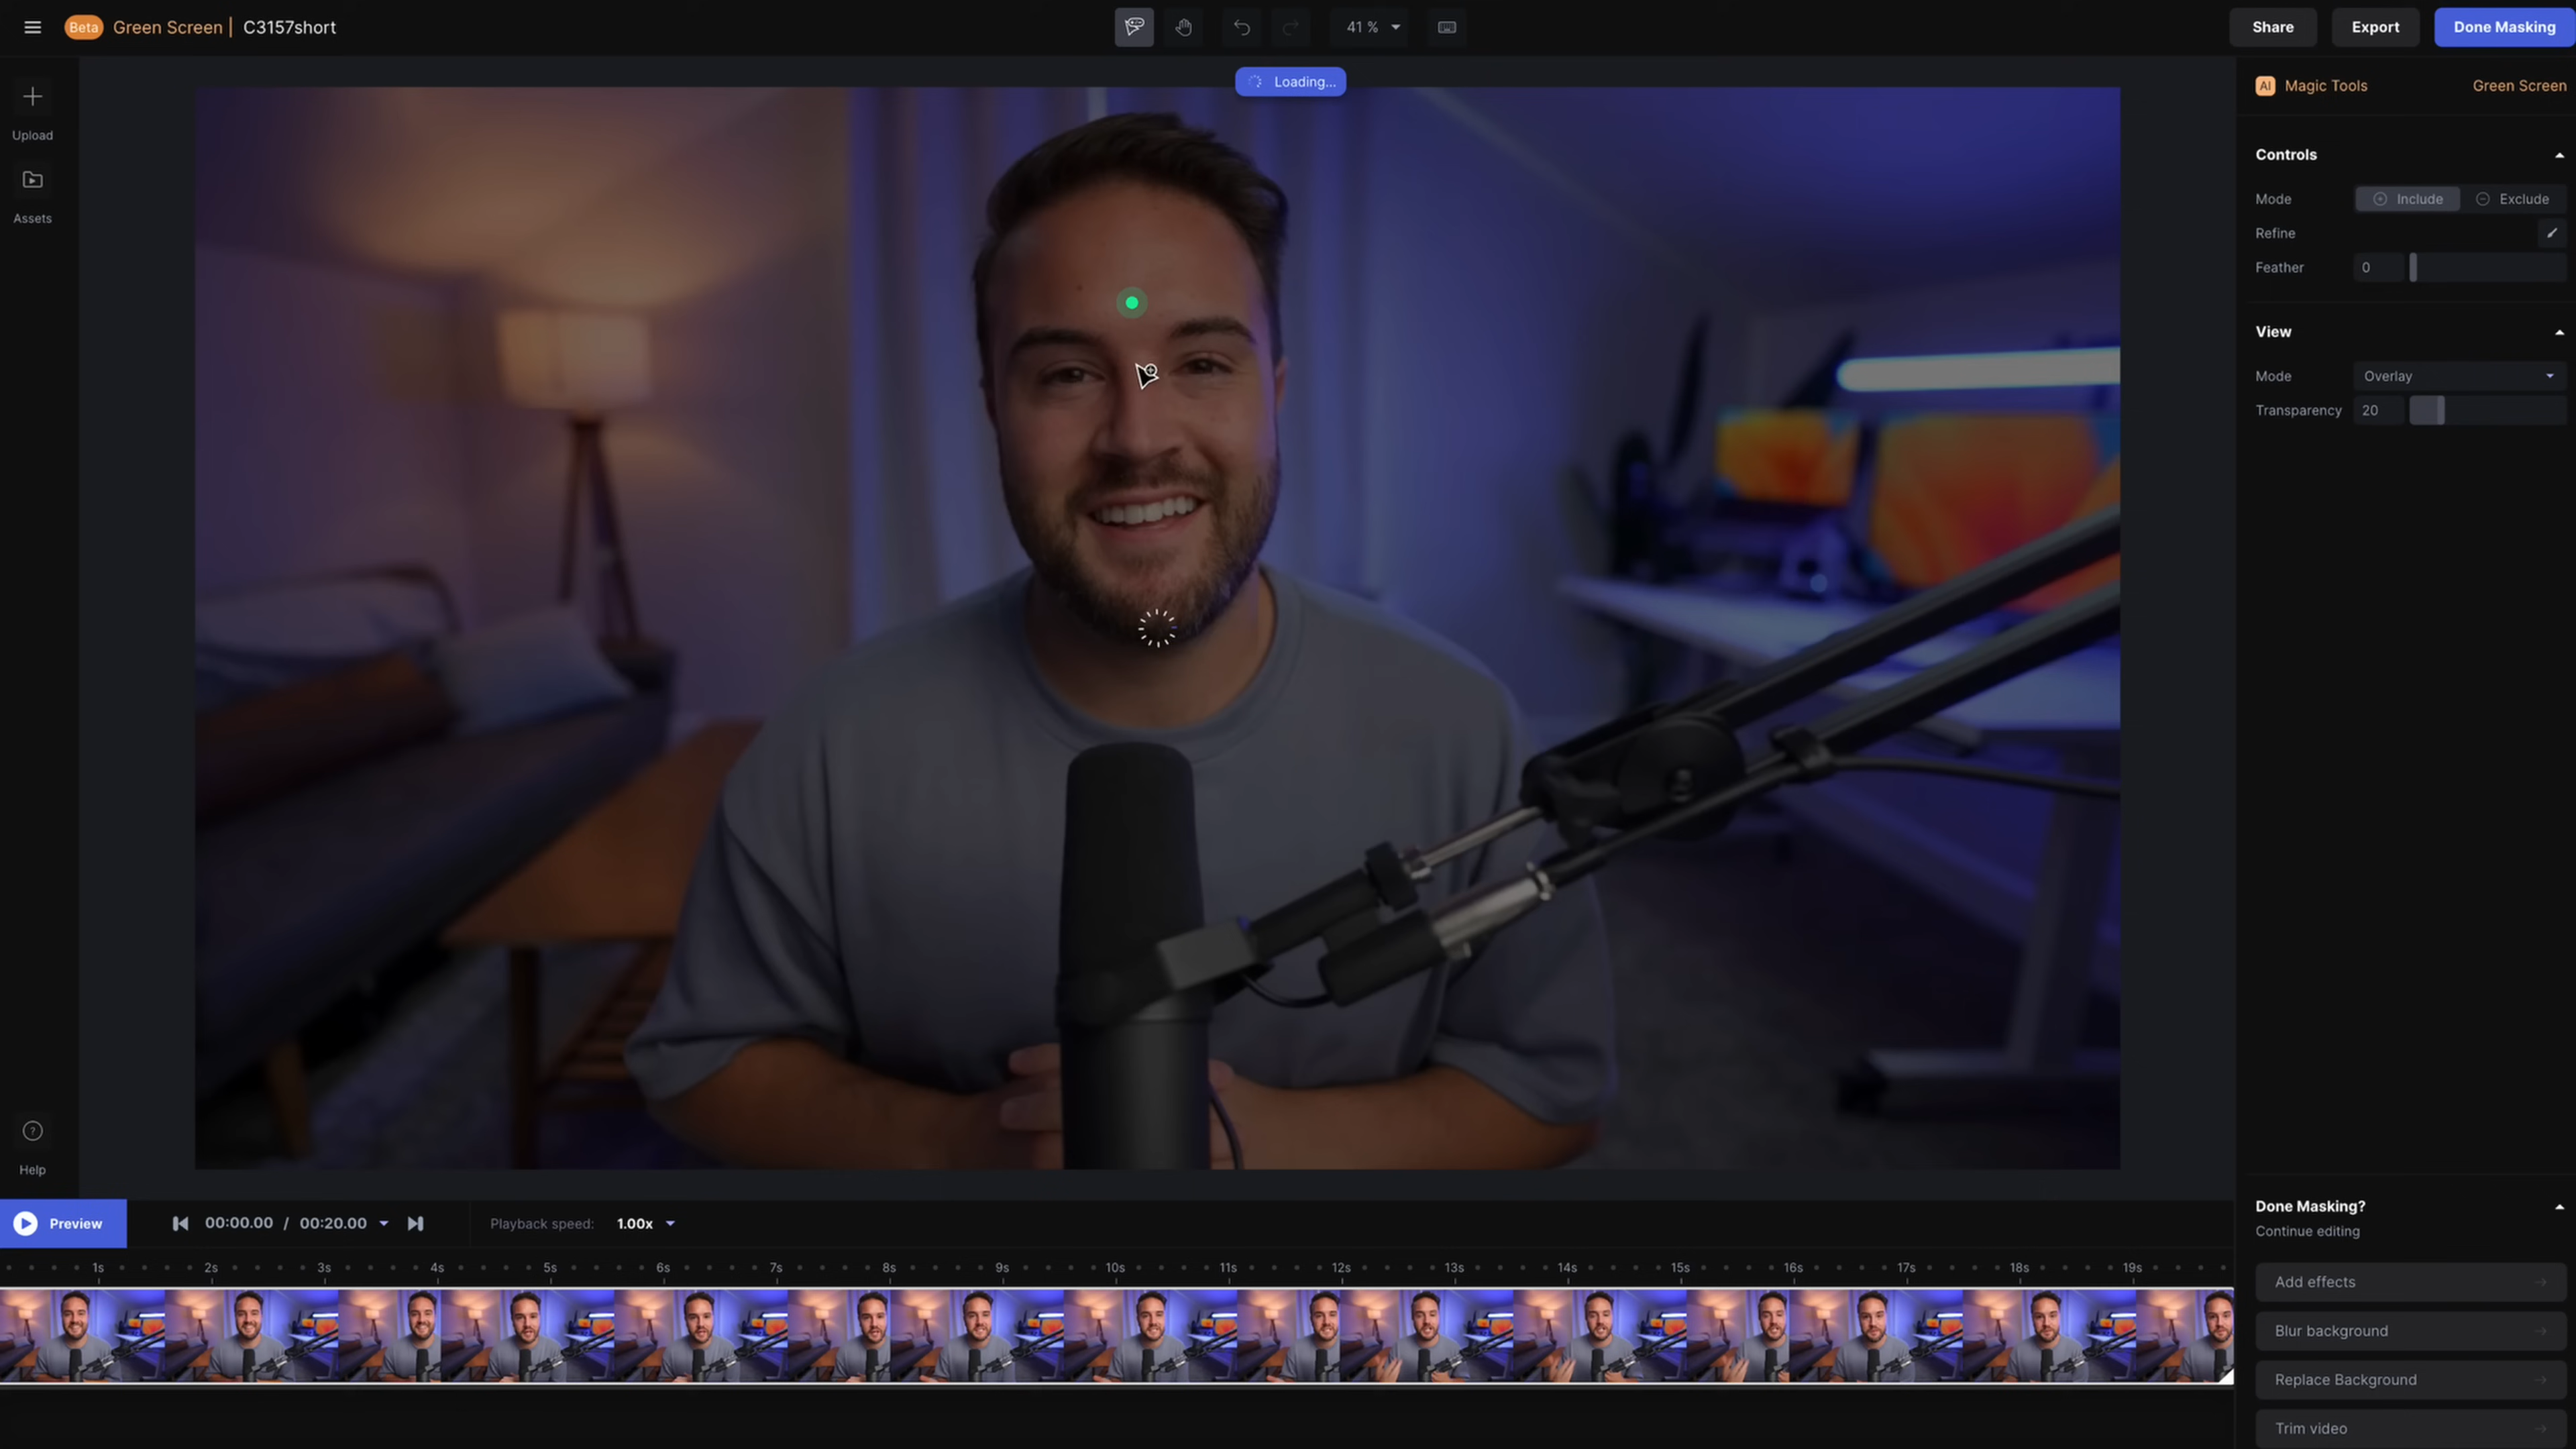 Beta Green Screen | C3157short 41 % Share Export Done Masking
Loading...
Upload
Assets
AI Magic Tools Green Screen
Controls
Mode Include Exclude
Refine
Feather 0
View
Mode Overlay
Transparency 20
? Help
Preview 00:00.00 / 00:20.00 Playback speed: 1.00x
1s 2s 3s 4s 5s 6s 7s 8s 9s 10s 11s 12s 13s 14s 15s 16s 17s 18s 19s
Done Masking?
Continue editing
Add effects
Blur background
Replace Background
Trim video